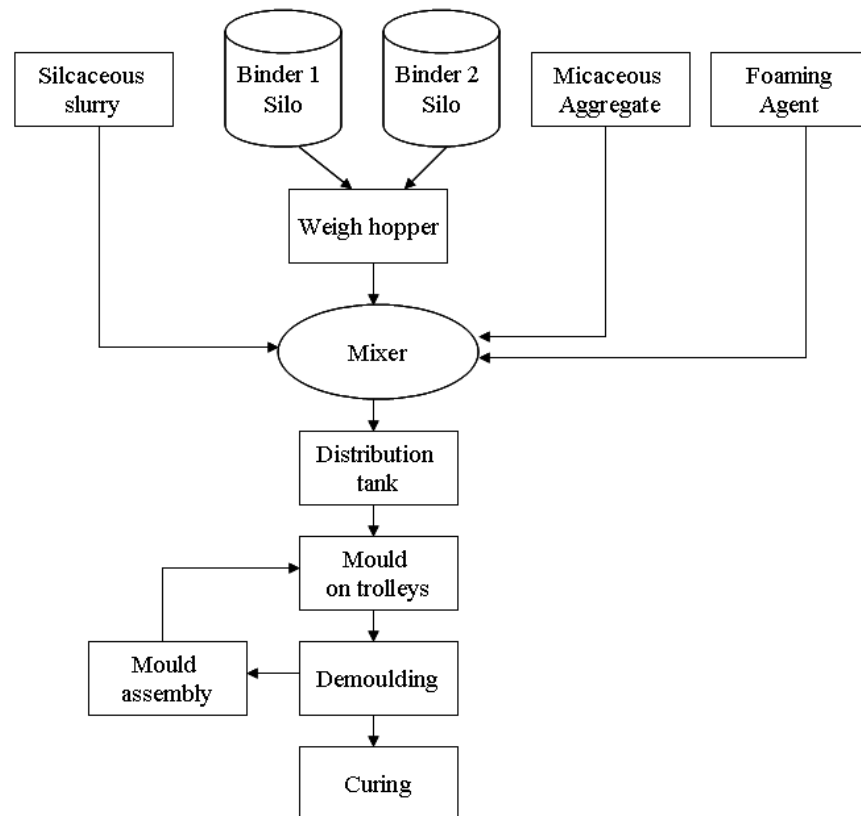 Silcaceous
slurry
Binder 1
Silo
Binder 2
Silo
Micaceous
Aggregate
Foaming
Agent
Weigh hopper
Mixer
Distribution
tank
Mould
on trolleys
Mould
assembly
Demoulding
Curing